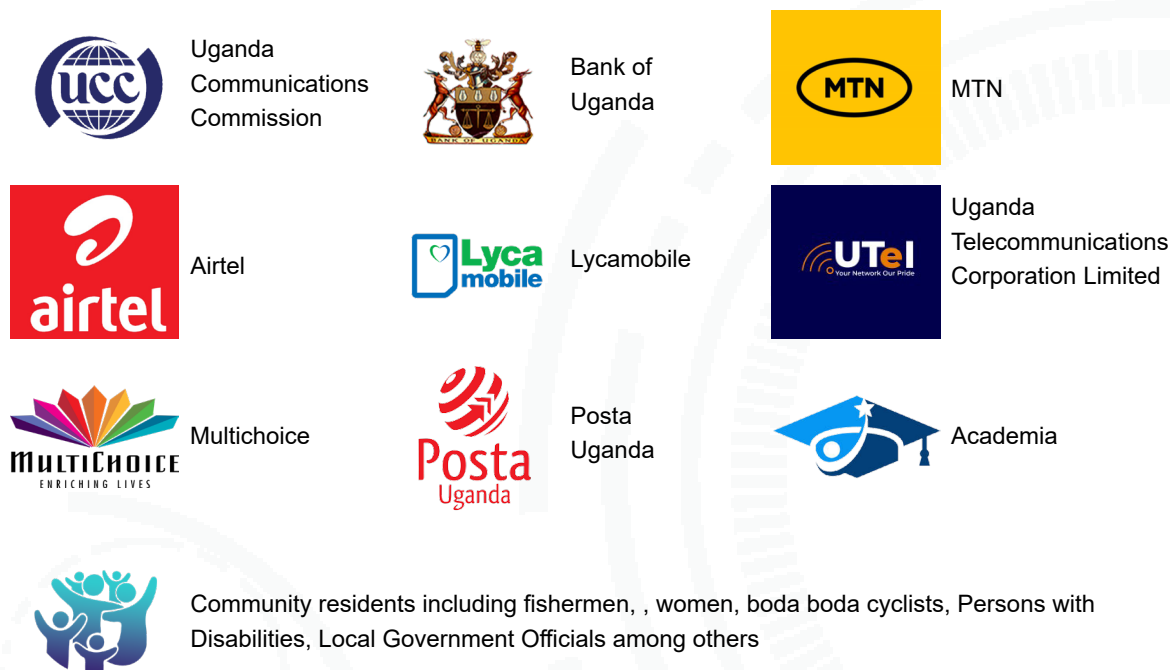 ucc
Uganda
Communications
Commission
BANK OF UGANDA
Bank of
Uganda
MTN
MTN
airtel
Airtel
Lyca
mobile
Lycamobile
UTel
Your Network Our Pride
Uganda
Telecommunications
Corporation Limited
MULTICHOICE
ENRICHING LIVES
Multichoice
Posta
Uganda
Posta
Uganda
Academia
Community residents including fishermen, , women, boda boda cyclists, Persons with
Disabilities, Local Government Officials among others